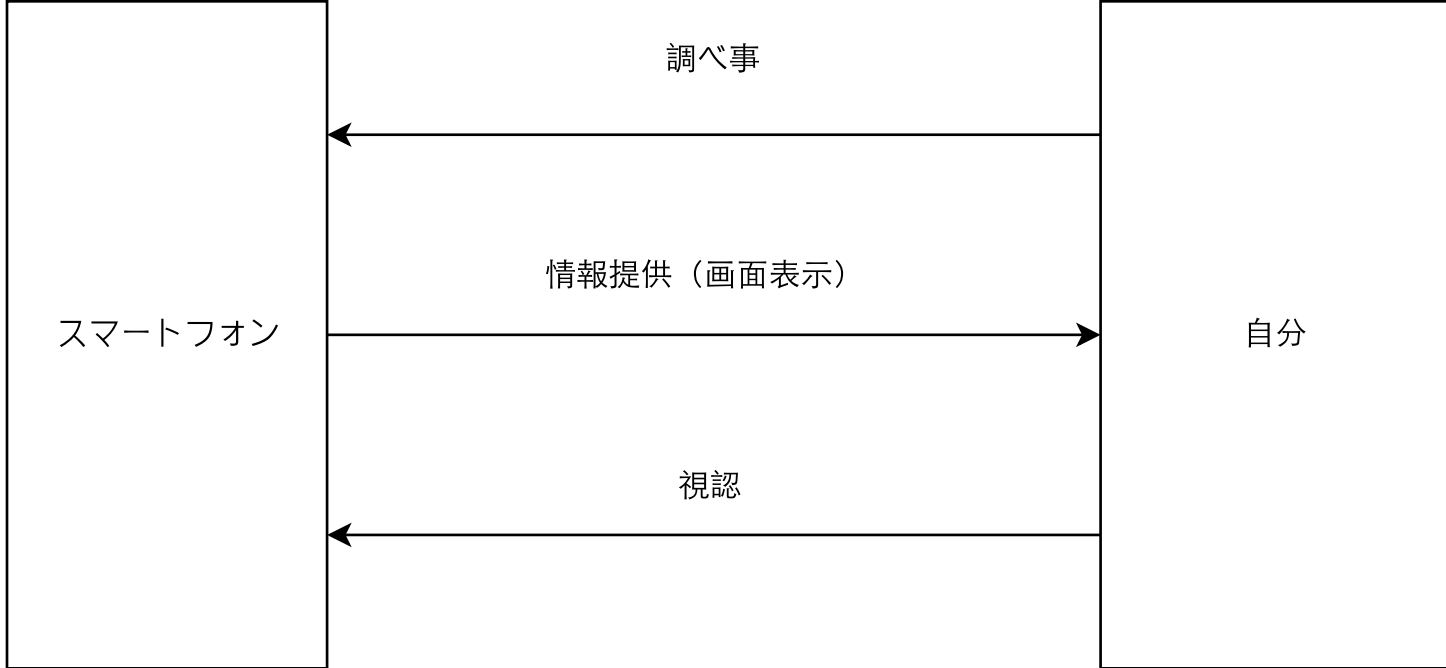 調べ事
情報提供（画面表示）
スマートフォン
自分
視認